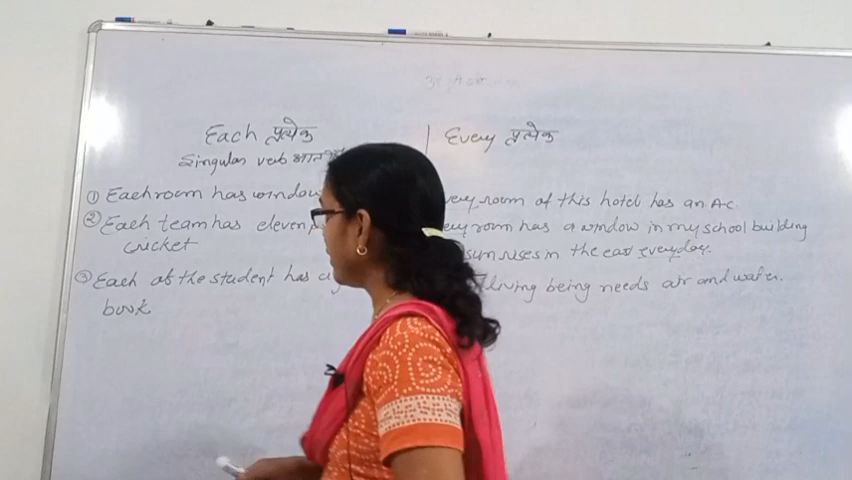 Each प्रत्येक | Every प्रत्येक
Singular verb
① Each room has window
② Each team has eleven
cricket
③ Each of the student has a
book
room of this hotel has an A.C.
room has a window in my school building
sun rises in the east everyday.
living being needs air and water.